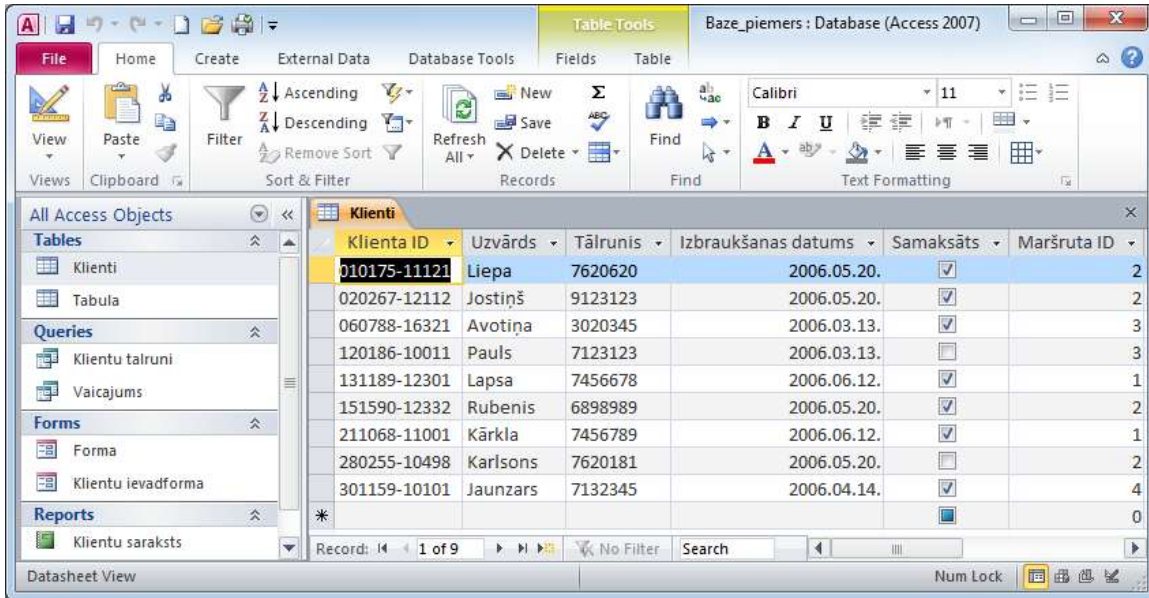 A Table Tools Baze_piemers : Database (Access 2007)
File Home Create External Data Database Tools Fields Table
View Paste Filter Ascending Descending Remove Sort Refresh All New Save Delete Σ ABC Find ab ac Calibri 11 B I U A ab
Views Clipboard Sort & Filter Records Find Text Formatting
All Access Objects
Tables
Klienti
Tabula
Queries
Klientu talruni
Vaicajums
Forms
Forma
Klientu ievadforma
Reports
Klientu saraksts
Klienti
Klienta ID Uzvārds Tālrunis Izbraukšanas datums Samaksāts Maršruta ID
010175-11121 Liepa 7620620 2006.05.20. 2
020267-12112 Jostiņš 9123123 2006.05.20. 2
060788-16321 Avotiņa 3020345 2006.03.13. 3
120186-10011 Pauls 7123123 2006.03.13. 3
131189-12301 Lapsa 7456678 2006.06.12. 1
151590-12332 Rubenis 6898989 2006.05.20. 2
211068-11001 Kārkla 7456789 2006.06.12. 1
280255-10498 Karlsons 7620181 2006.05.20. 2
301159-10101 Jaunzars 7132345 2006.04.14. 4
0
Record: 1 of 9 No Filter Search
Datasheet View Num Lock